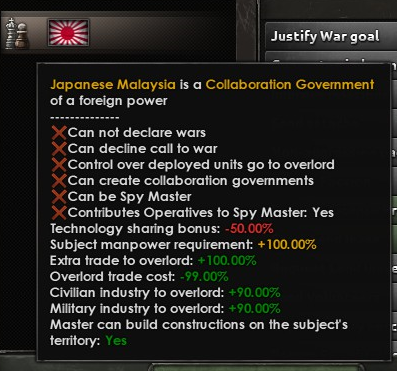 Justify War goal
Japanese Malaysia is a Collaboration Government
of a foreign power
--------------
Can not declare wars
Can decline call to war
Control over deployed units go to overlord
Can create collaboration governments
Can be Spy Master
Contributes Operatives to Spy Master: Yes
Technology sharing bonus: -50.00%
Subject manpower requirement: +100.00%
Extra trade to overlord: +100.00%
Overlord trade cost: -99.00%
Civilian industry to overlord: +90.00%
Military industry to overlord: +90.00%
Master can build constructions on the subject's
territory: Yes